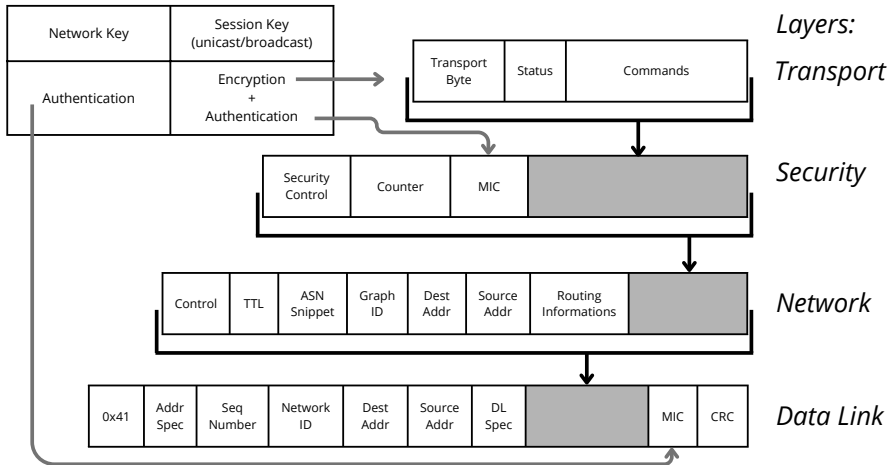 Network Key
Session Key
(unicast/broadcast)
Authentication
Encryption
+
Authentication
Layers:
Transport
Byte
Status
Commands
Transport
Security
Control
Counter
MIC
Security
Control
TTL
ASN
Snippet
Graph
ID
Dest
Addr
Source
Addr
Routing
Informations
Network
0x41
Addr
Spec
Seq
Number
Network
ID
Dest
Addr
Source
Addr
DL
Spec
MIC
CRC
Data Link